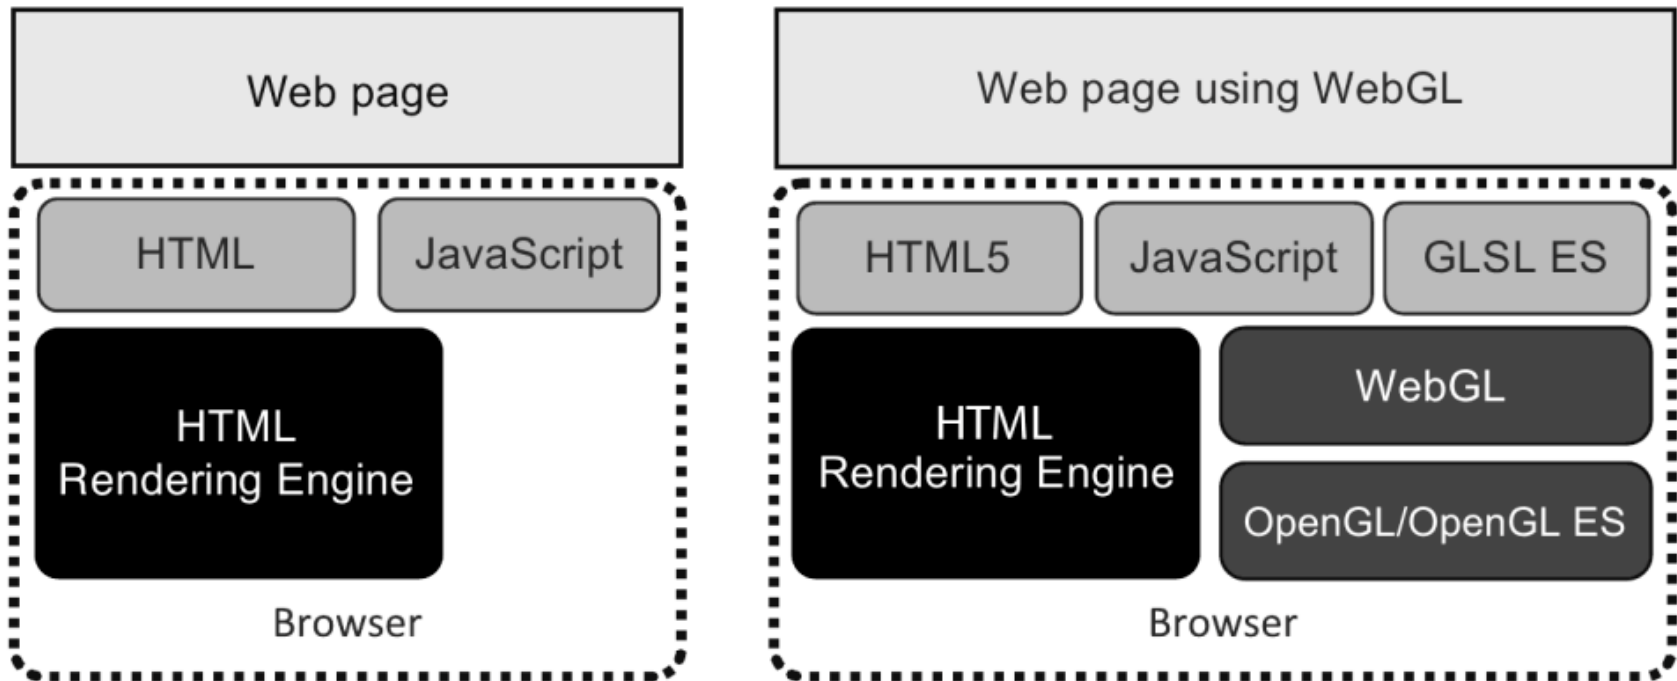 Web page
HTML
JavaScript
HTML
Rendering Engine
Browser
Web page using WebGL
HTML5
JavaScript
GLSL ES
HTML
Rendering Engine
WebGL
OpenGL/OpenGL ES
Browser